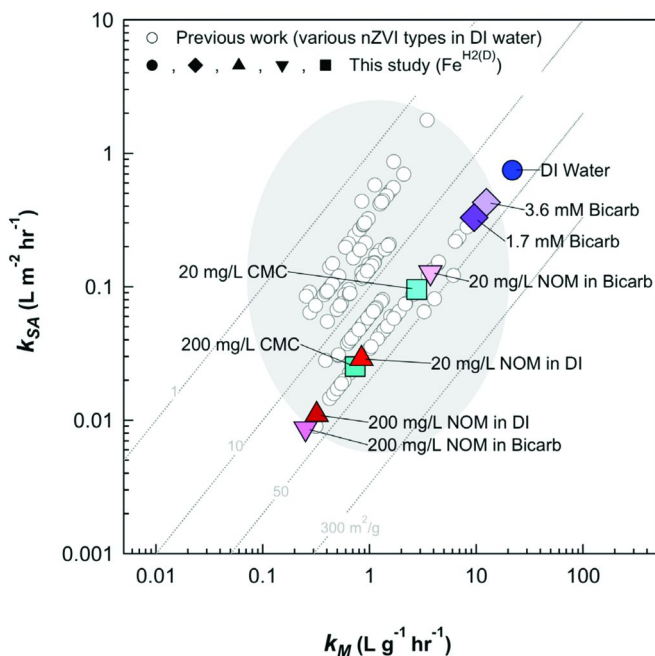 10
○ Previous work (various nZVI types in DI water)
● , ◆ , ▲ , ▼ , ■ This study (Fe^H2(D))
1
DI Water
3.6 mM Bicarb
1.7 mM Bicarb
20 mg/L CMC
20 mg/L NOM in Bicarb
0.1
200 mg/L CMC
20 mg/L NOM in DI
1
0.01
200 mg/L NOM in DI
10
200 mg/L NOM in Bicarb
50
300 m²/g
0.001
0.01 0.1 1 10 100
k_SA (L m⁻² hr⁻¹)
k_M (L g⁻¹ hr⁻¹)